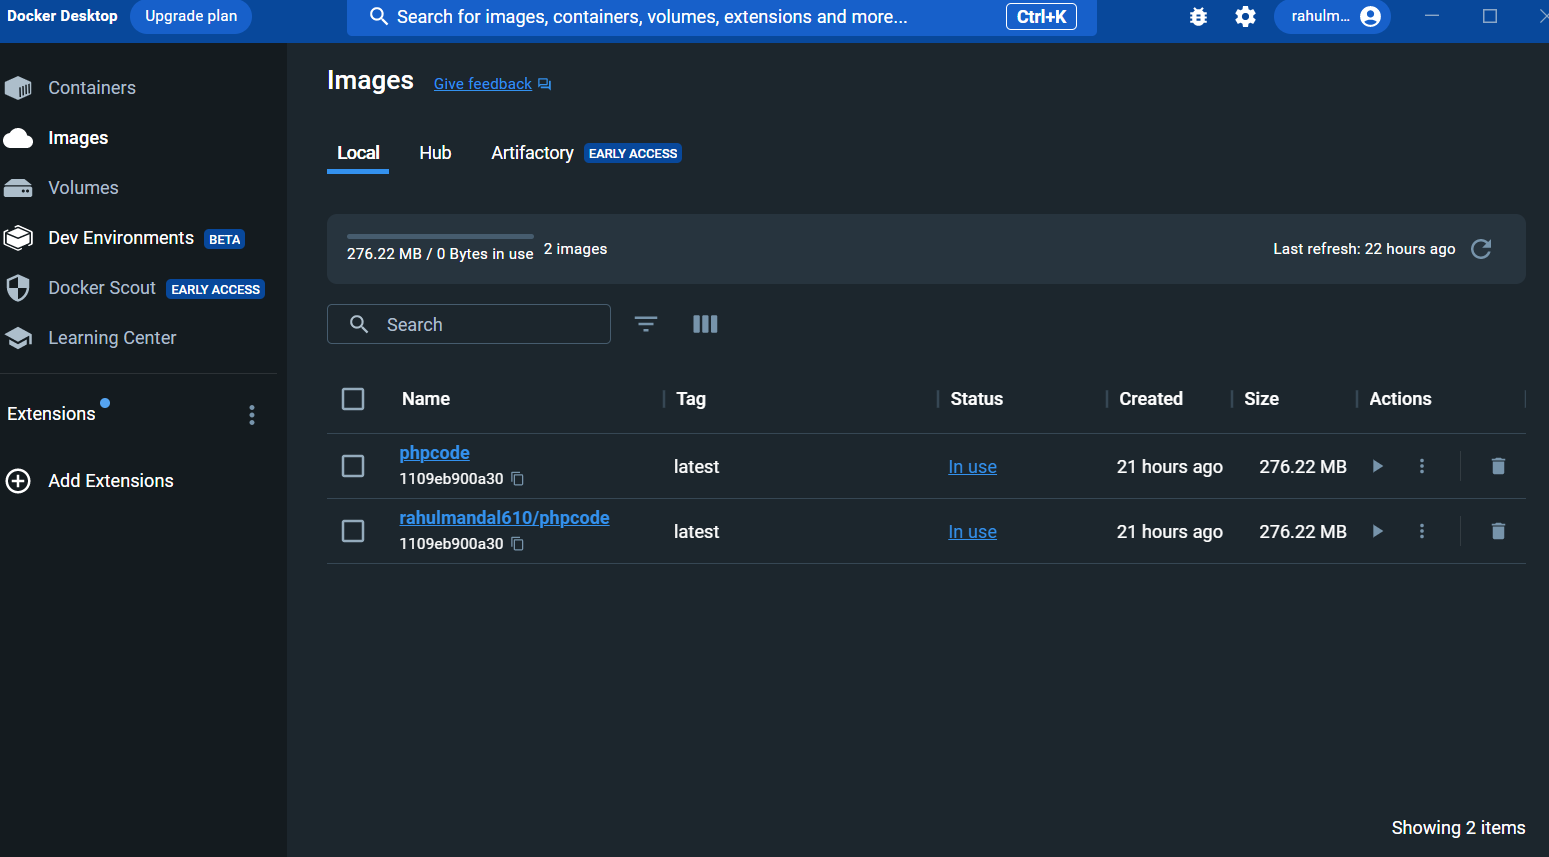 Docker Desktop Upgrade plan Search for images, containers, volumes, extensions and more... Ctrl+K rahulm...
Containers
Images
Volumes
Dev Environments BETA
Docker Scout EARLY ACCESS
Learning Center
Extensions
Add Extensions
Images Give feedback
Local Hub Artifactory EARLY ACCESS
276.22 MB / 0 Bytes in use 2 images Last refresh: 22 hours ago
Search
Name Tag Status Created Size Actions
phpcode
1109eb900a30 latest In use 21 hours ago 276.22 MB
rahulmandal610/phpcode
1109eb900a30 latest In use 21 hours ago 276.22 MB
Showing 2 items